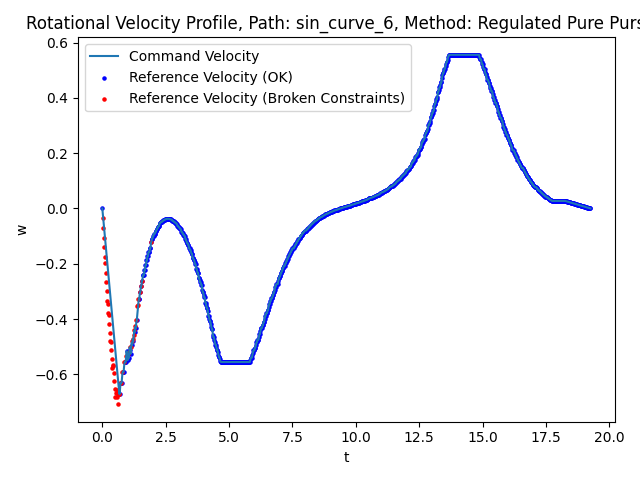 Rotational Velocity Profile, Path: sin_curve_6, Method: Regulated Pure Purs
Command Velocity
Reference Velocity (OK)
Reference Velocity (Broken Constraints)
0.6
0.4
0.2
0.0
−0.2
−0.4
−0.6
w
0.0 2.5 5.0 7.5 10.0 12.5 15.0 17.5 20.0
t